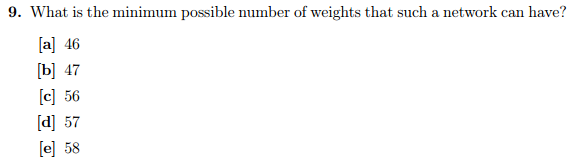 9. What is the minimum possible number of weights that such a network can have?
[a] 46
[b] 47
[c] 56
[d] 57
[e] 58